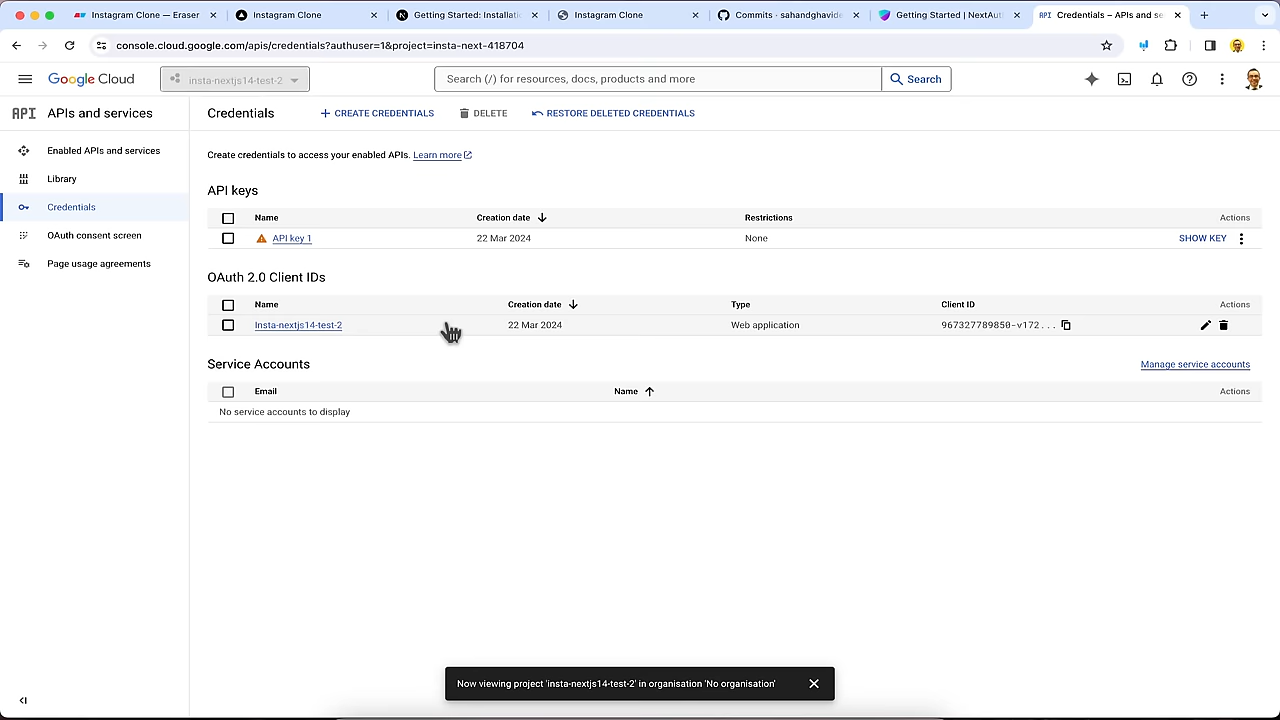 Instagram Clone — Eraser
Instagram Clone
Getting Started: Installati
Instagram Clone
Commits · sahandghavide
Getting Started | NextAut
API Credentials – APIs and se
console.cloud.google.com/apis/credentials?authuser=1&project=insta-next-418704
Google Cloud
insta-nextjs14-test-2
Search (/) for resources, docs, products and more
Search
API APIs and services
Credentials
CREATE CREDENTIALS
DELETE
RESTORE DELETED CREDENTIALS
Enabled APIs and services
Library
Credentials
OAuth consent screen
Page usage agreements
Create credentials to access your enabled APIs. Learn more
API keys
Name Creation date Restrictions Actions
API key 1 22 Mar 2024 None SHOW KEY
OAuth 2.0 Client IDs
Name Creation date Type Client ID Actions
Insta-nextjs14-test-2 22 Mar 2024 Web application 967327789850-v172...
Service Accounts Manage service accounts
Email Name Actions
No service accounts to display
Now viewing project 'insta-nextjs14-test-2' in organisation 'No organisation'